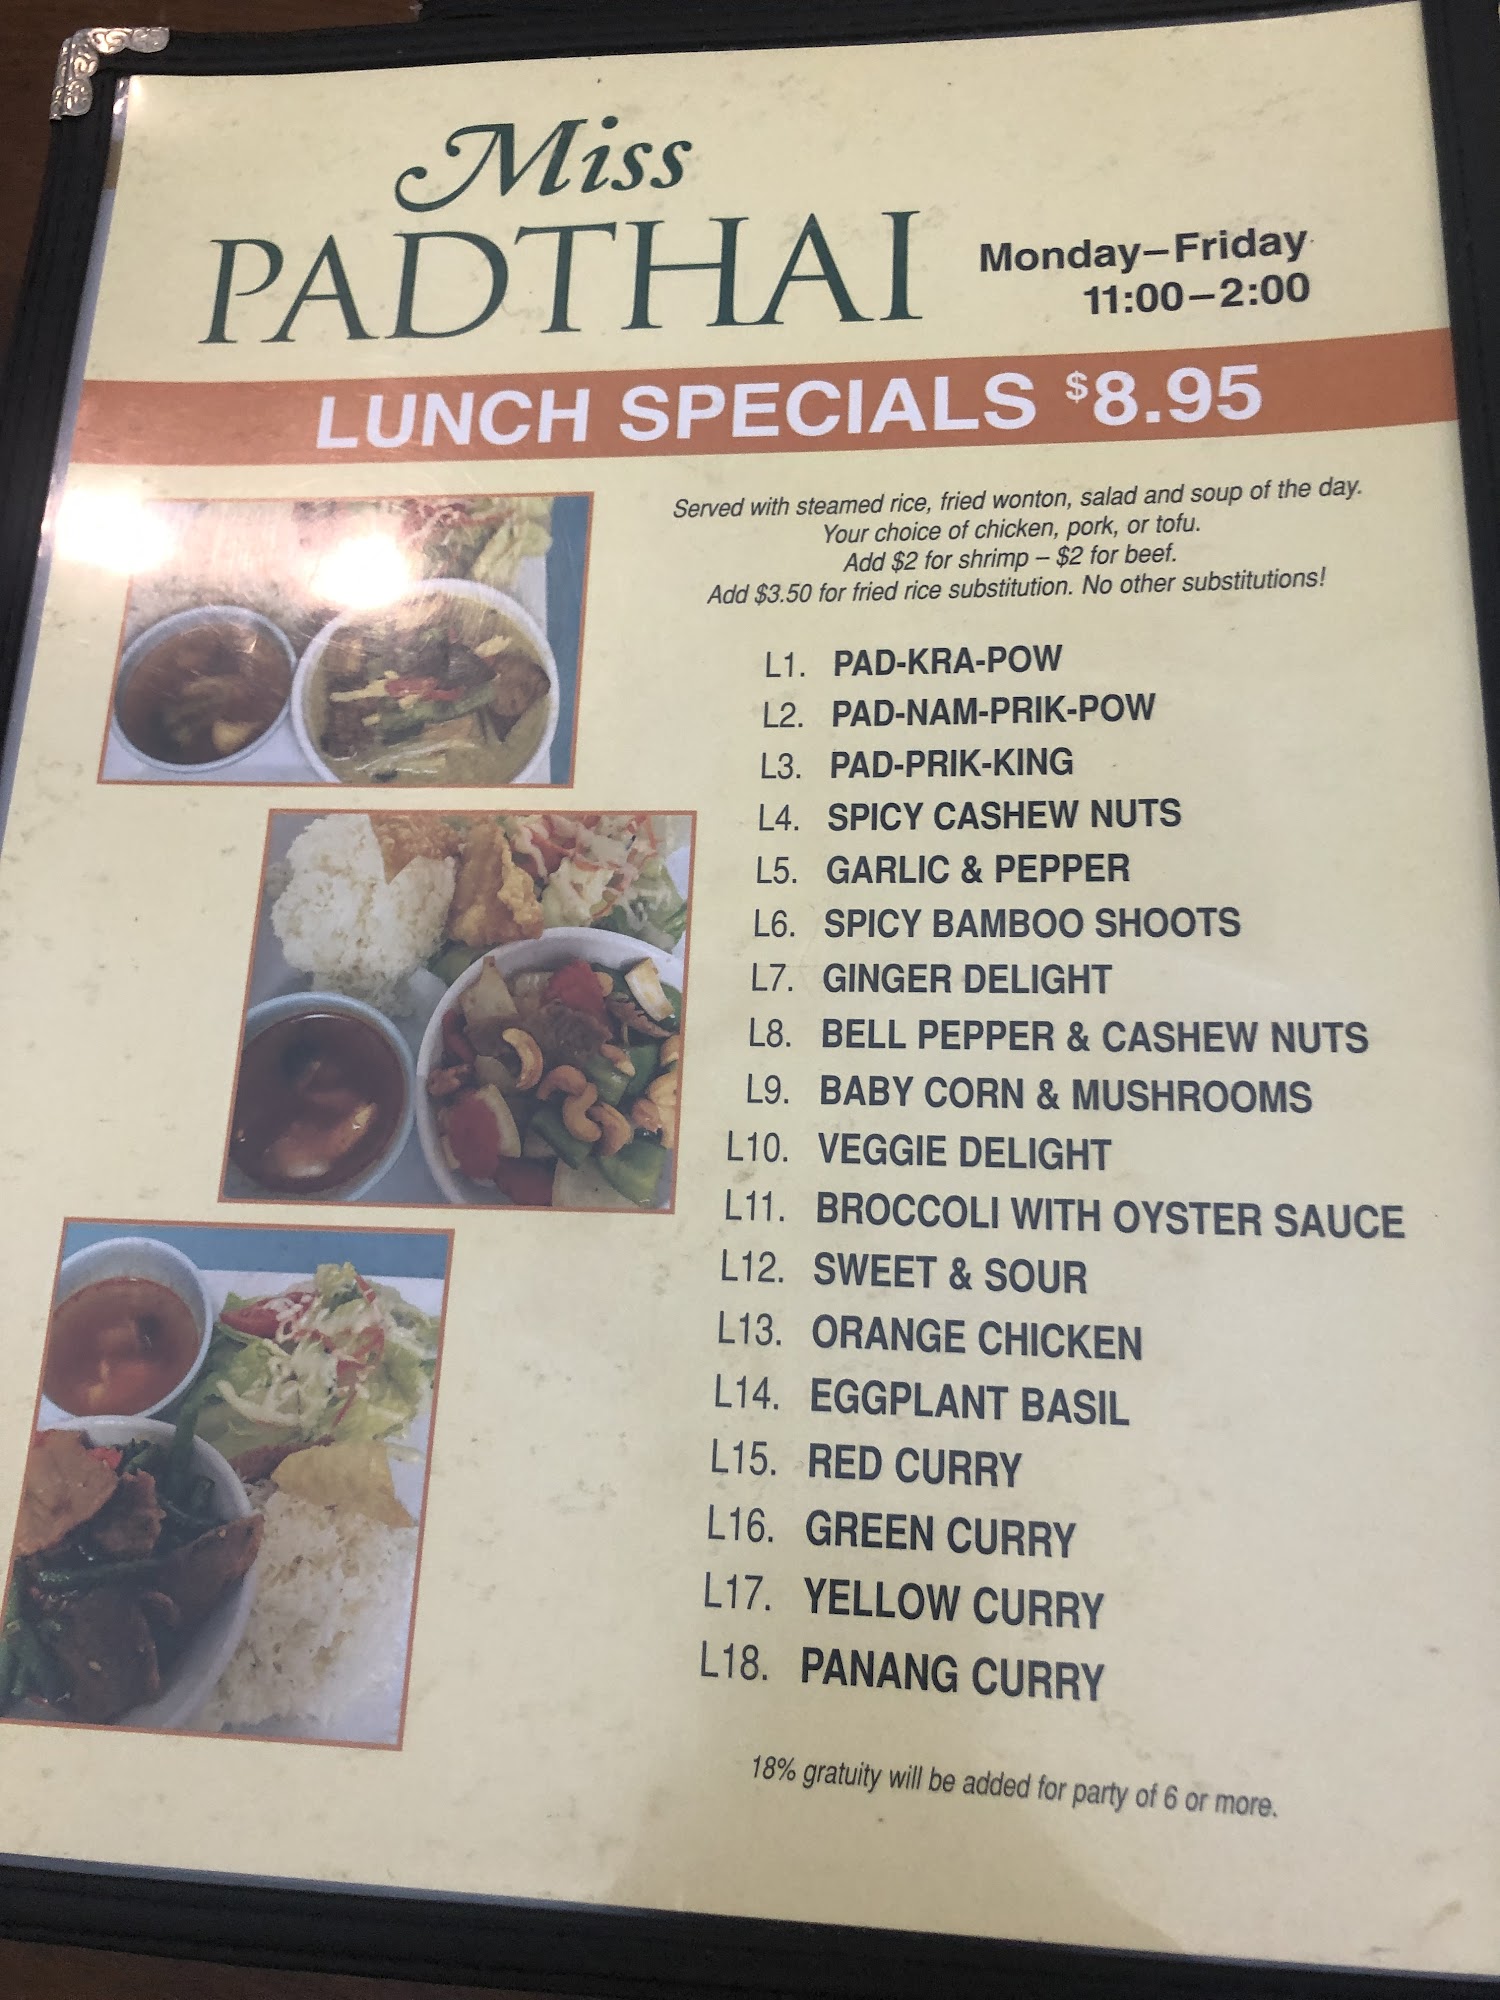 Miss
PADTHAI
Monday–Friday
11:00–2:00
LUNCH SPECIALS $8.95
Served with steamed rice, fried wonton, salad and soup of the day.
Your choice of chicken, pork, or tofu.
Add $2 for shrimp – $2 for beef.
Add $3.50 for fried rice substitution. No other substitutions!
L1. PAD-KRA-POW
L2. PAD-NAM-PRIK-POW
L3. PAD-PRIK-KING
L4. SPICY CASHEW NUTS
L5. GARLIC & PEPPER
L6. SPICY BAMBOO SHOOTS
L7. GINGER DELIGHT
L8. BELL PEPPER & CASHEW NUTS
L9. BABY CORN & MUSHROOMS
L10. VEGGIE DELIGHT
L11. BROCCOLI WITH OYSTER SAUCE
L12. SWEET & SOUR
L13. ORANGE CHICKEN
L14. EGGPLANT BASIL
L15. RED CURRY
L16. GREEN CURRY
L17. YELLOW CURRY
L18. PANANG CURRY
18% gratuity will be added for party of 6 or more.